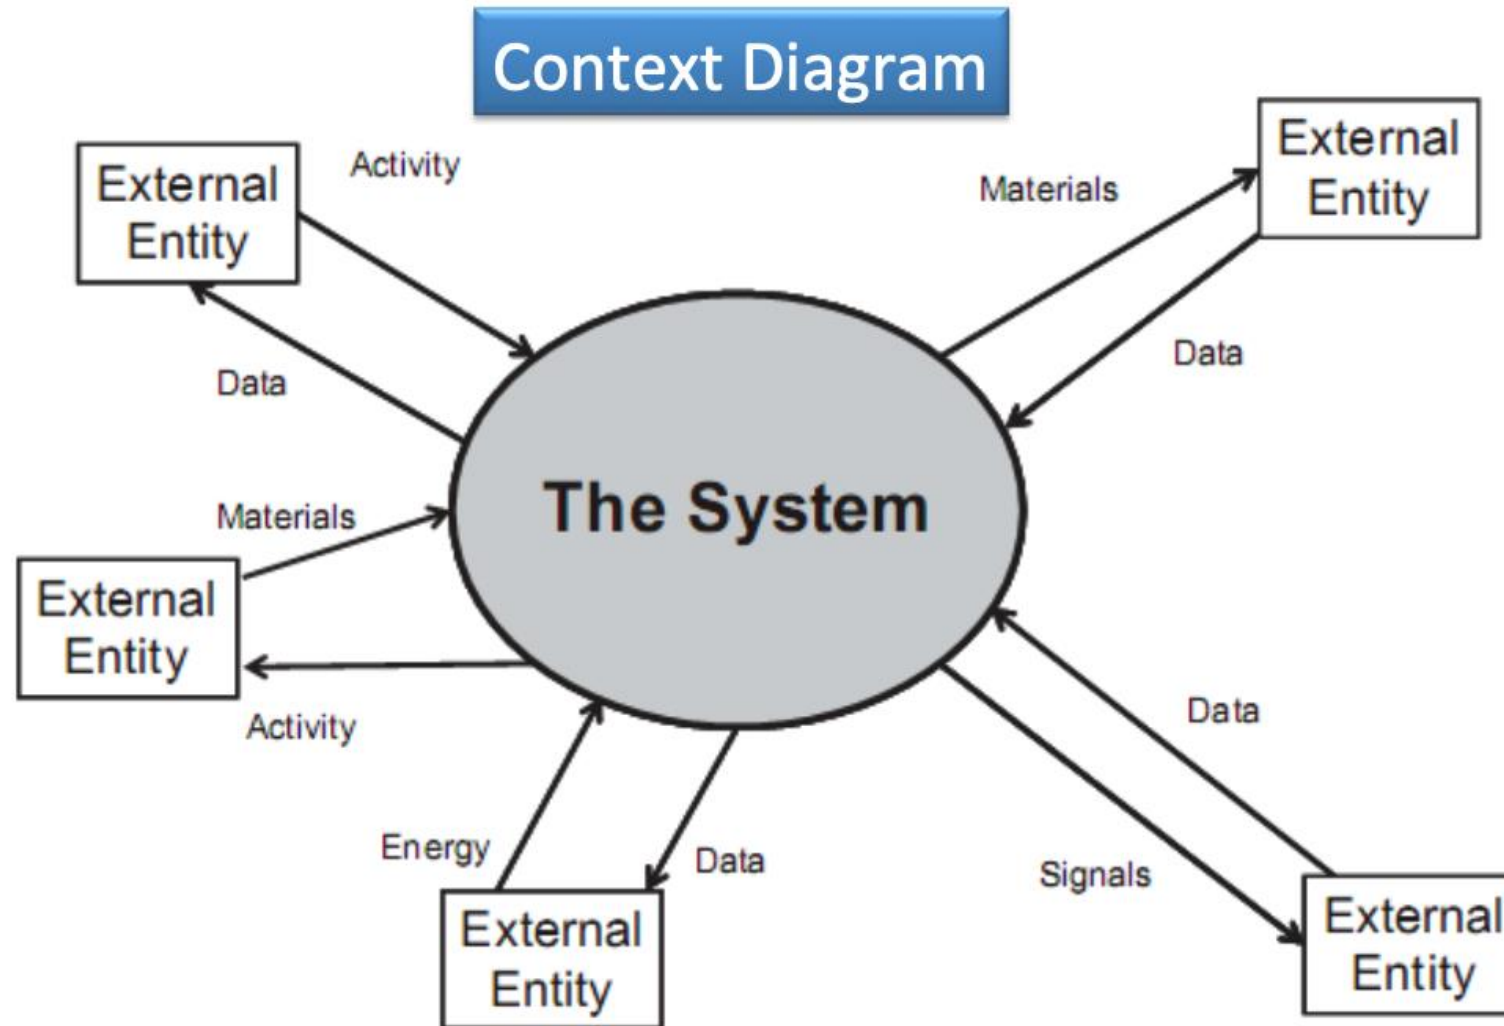 Context Diagram
External
Entity
Activity
Materials
External
Entity
Data
Data
The System
Materials
External
Entity
Activity
Data
Energy
Data
Signals
External
Entity
External
Entity